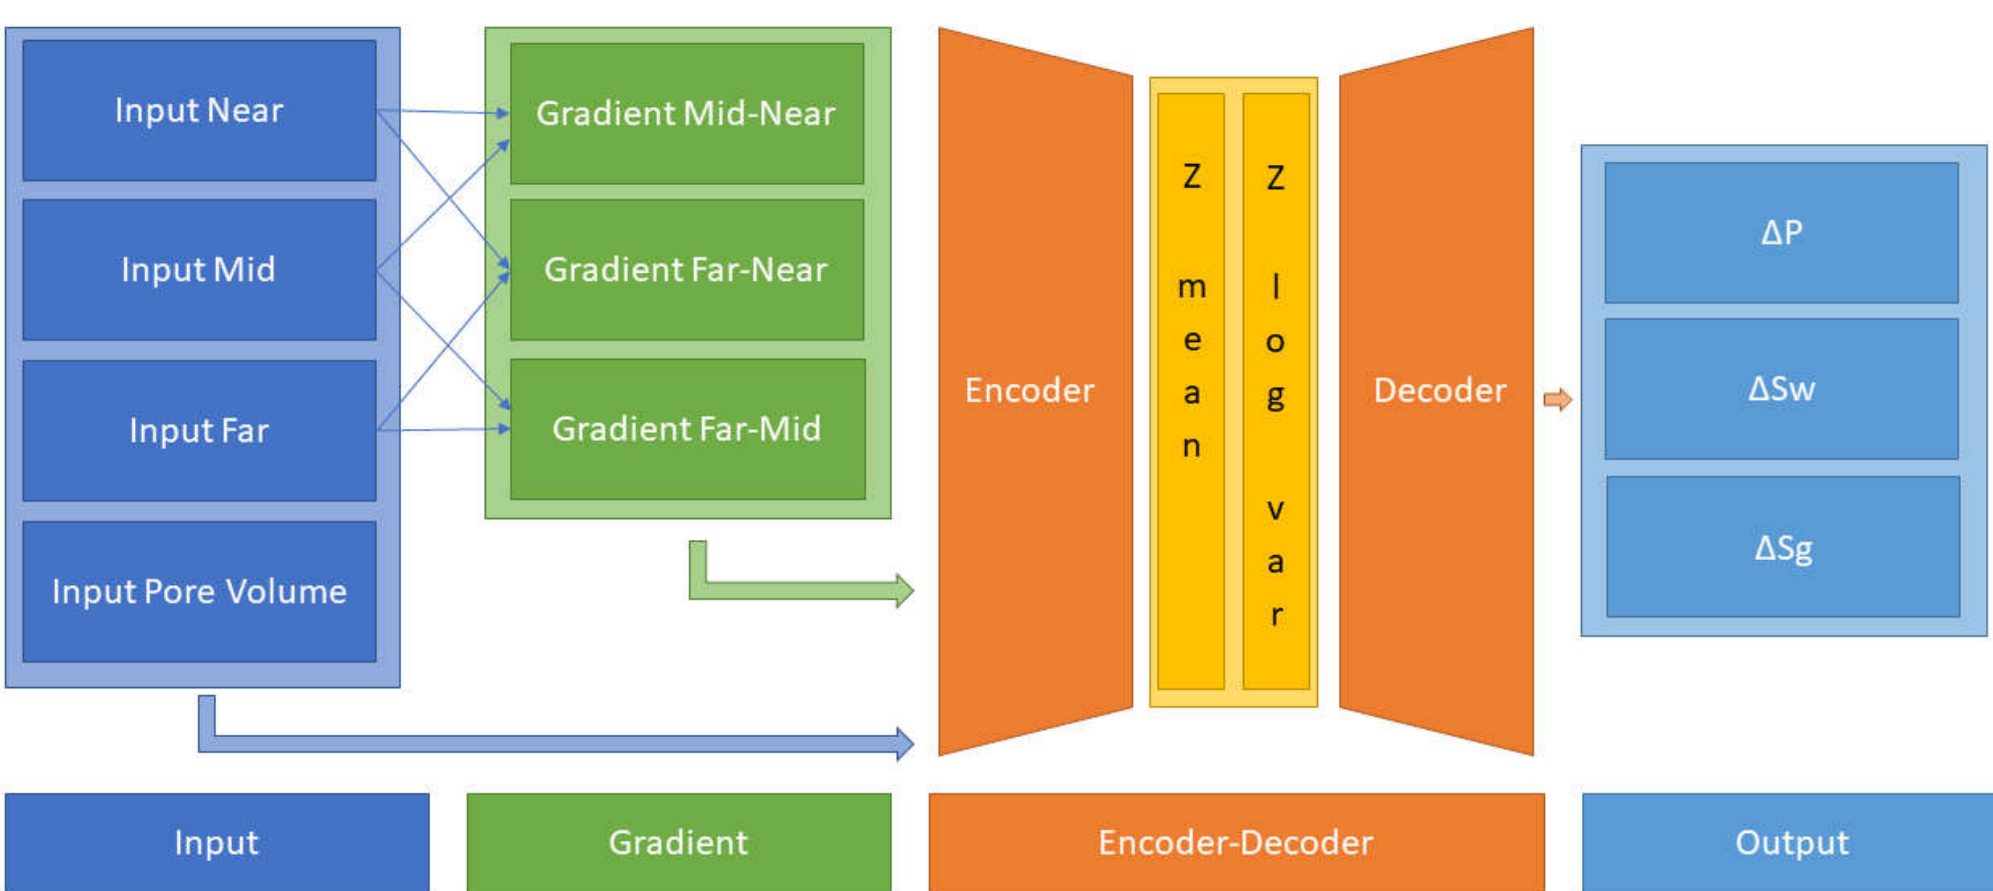 Input Near
Input Mid
Input Far
Input Pore Volume
Gradient Mid-Near
Gradient Far-Near
Gradient Far-Mid
Encoder
Z mean
Z log var
Decoder
ΔP
ΔSw
ΔSg
Input
Gradient
Encoder-Decoder
Output